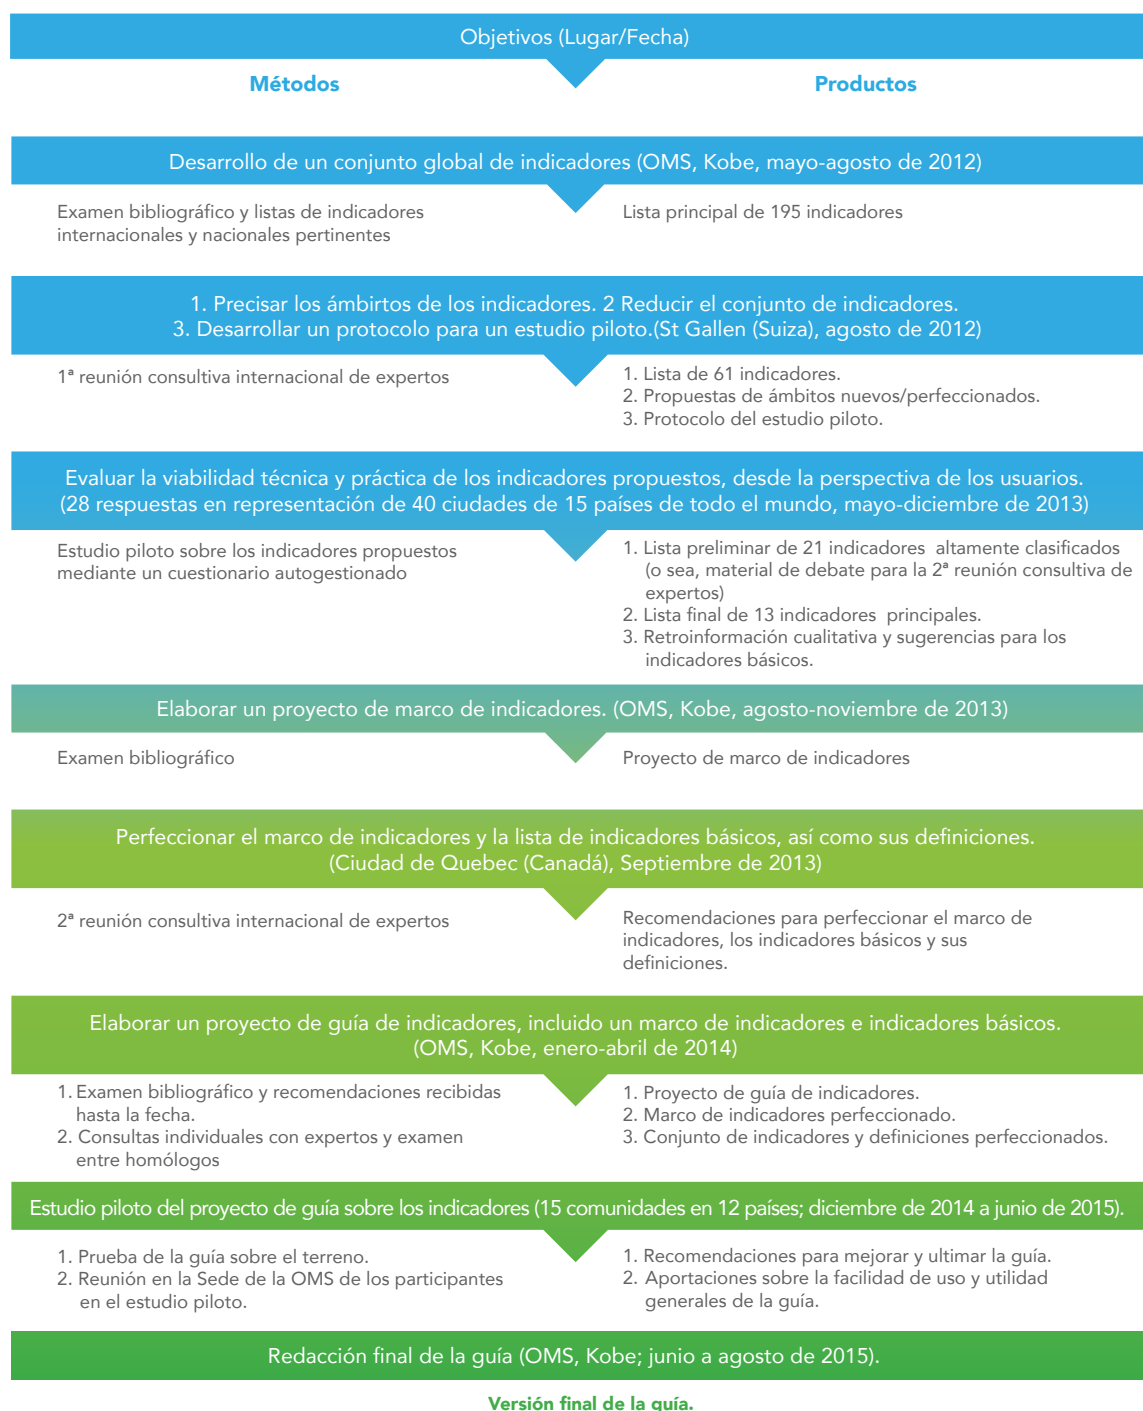 Objetivos (Lugar/Fecha)
Métodos
Productos
Desarrollo de un conjunto global de indicadores (OMS, Kobe, mayo-agosto de 2012)
Examen bibliográfico y listas de indicadores
internacionales y nacionales pertinentes
Lista principal de 195 indicadores
1. Precisar los ámbirtos de los indicadores. 2 Reducir el conjunto de indicadores.
3. Desarrollar un protocolo para un estudio piloto.(St Gallen (Suiza), agosto de 2012)
1ª reunión consultiva internacional de expertos
1. Lista de 61 indicadores.
2. Propuestas de ámbitos nuevos/perfeccionados.
3. Protocolo del estudio piloto.
Evaluar la viabilidad técnica y práctica de los indicadores propuestos, desde la perspectiva de los usuarios.
(28 respuestas en representación de 40 ciudades de 15 países de todo el mundo, mayo-diciembre de 2013)
Estudio piloto sobre los indicadores propuestos
mediante un cuestionario autogestionado
1. Lista preliminar de 21 indicadores altamente clasificados
(o sea, material de debate para la 2ª reunión consultiva de
expertos)
2. Lista final de 13 indicadores principales.
3. Retroinformación cualitativa y sugerencias para los
indicadores básicos.
Elaborar un proyecto de marco de indicadores. (OMS, Kobe, agosto-noviembre de 2013)
Examen bibliográfico
Proyecto de marco de indicadores
Perfeccionar el marco de indicadores y la lista de indicadores básicos, así como sus definiciones.
(Ciudad de Quebec (Canadá), Septiembre de 2013)
2ª reunión consultiva internacional de expertos
Recomendaciones para perfeccionar el marco de
indicadores, los indicadores básicos y sus
definiciones.
Elaborar un proyecto de guía de indicadores, incluido un marco de indicadores e indicadores básicos.
(OMS, Kobe, enero-abril de 2014)
1. Examen bibliográfico y recomendaciones recibidas
hasta la fecha.
2. Consultas individuales con expertos y examen
entre homólogos
1. Proyecto de guía de indicadores.
2. Marco de indicadores perfeccionado.
3. Conjunto de indicadores y definiciones perfeccionados.
Estudio piloto del proyecto de guía sobre los indicadores (15 comunidades en 12 países; diciembre de 2014 a junio de 2015).
1. Prueba de la guía sobre el terreno.
2. Reunión en la Sede de la OMS de los participantes
en el estudio piloto.
1. Recomendaciones para mejorar y ultimar la guía.
2. Aportaciones sobre la facilidad de uso y utilidad
generales de la guía.
Redacción final de la guía (OMS, Kobe; junio a agosto de 2015).
Versión final de la guía.